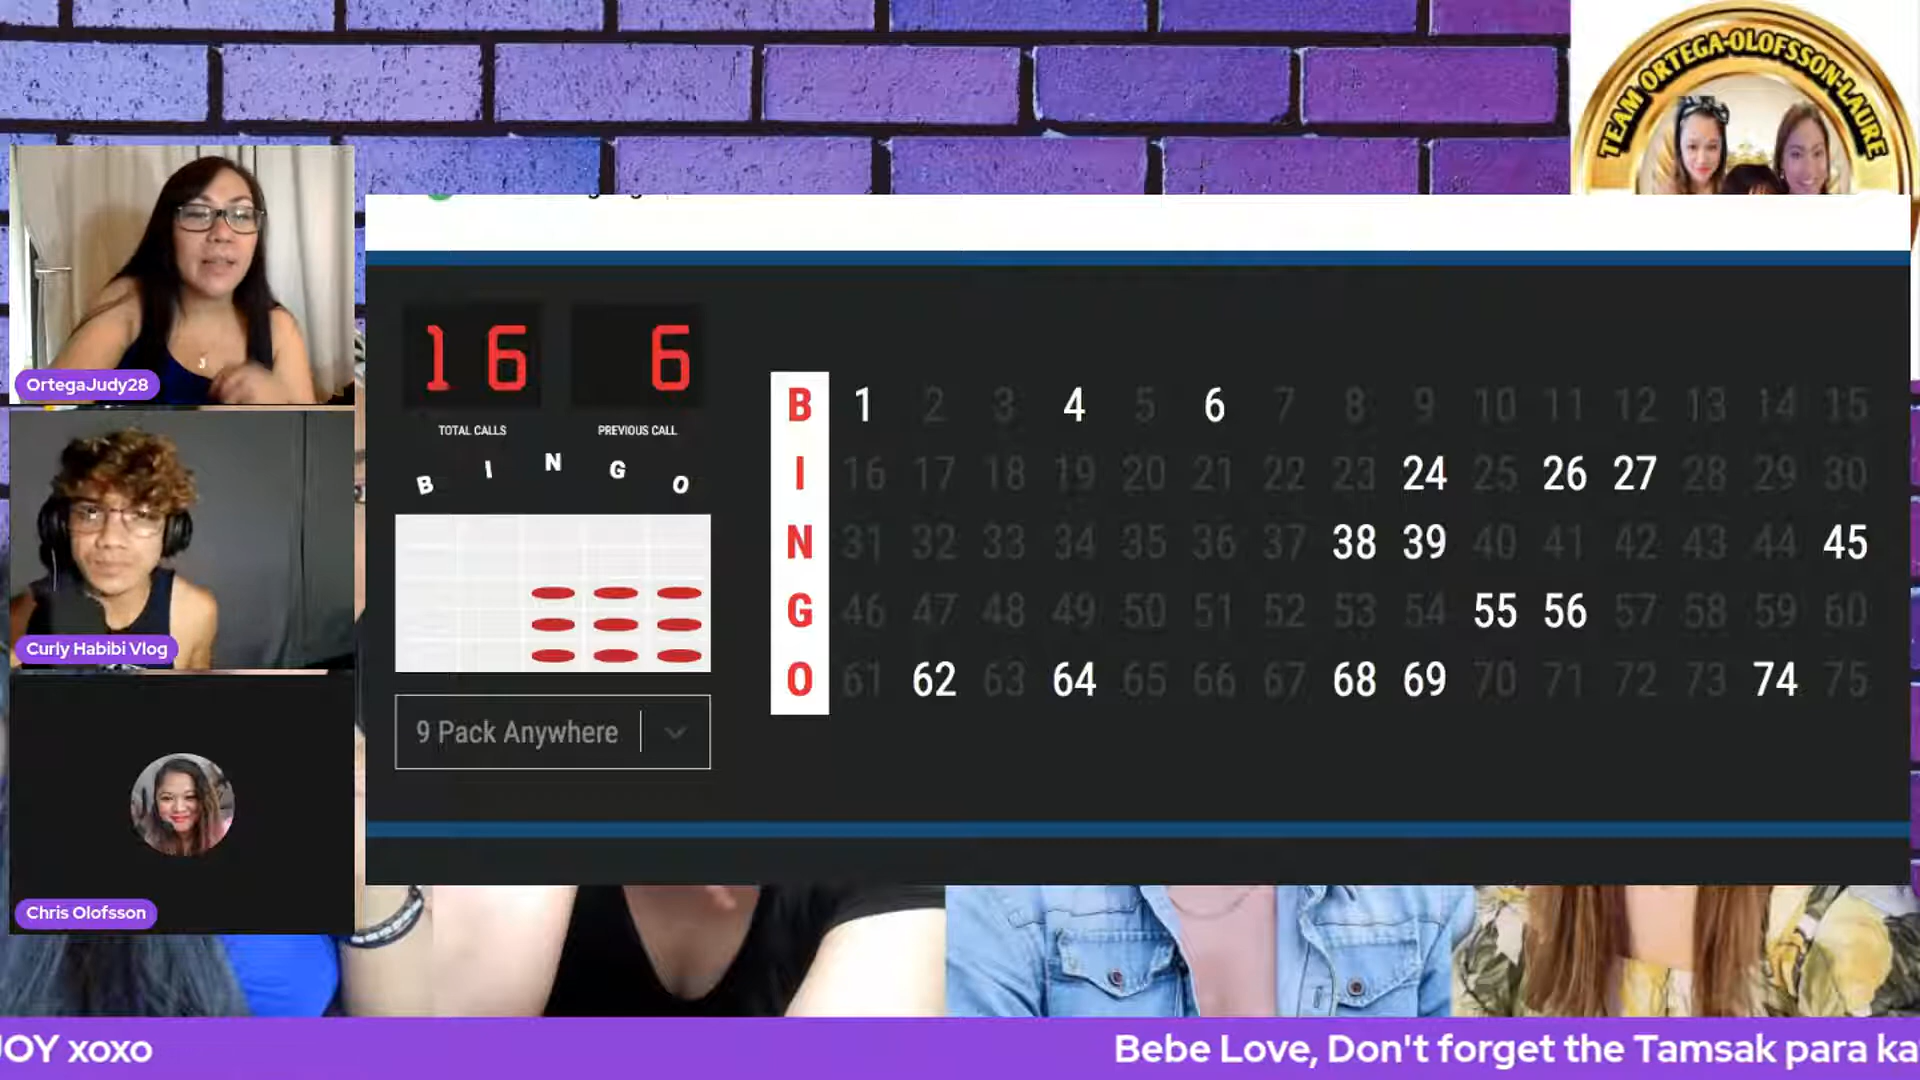 TEAM ORTEGA-OLOFSSON-LAURE
OrtegaJudy28
Curly Habibi Vlog
Chris Olofsson
16 6
TOTAL CALLS PREVIOUS CALL
B I N G O
9 Pack Anywhere
B 1 2 3 4 5 6 7 8 9 10 11 12 13 14 15
I 16 17 18 19 20 21 22 23 24 25 26 27 28 29 30
N 31 32 33 34 35 36 37 38 39 40 41 42 43 44 45
G 46 47 48 49 50 51 52 53 54 55 56 57 58 59 60
O 61 62 63 64 65 66 67 68 69 70 71 72 73 74 75
JOY xoxo Bebe Love, Don't forget the Tamsak para ka